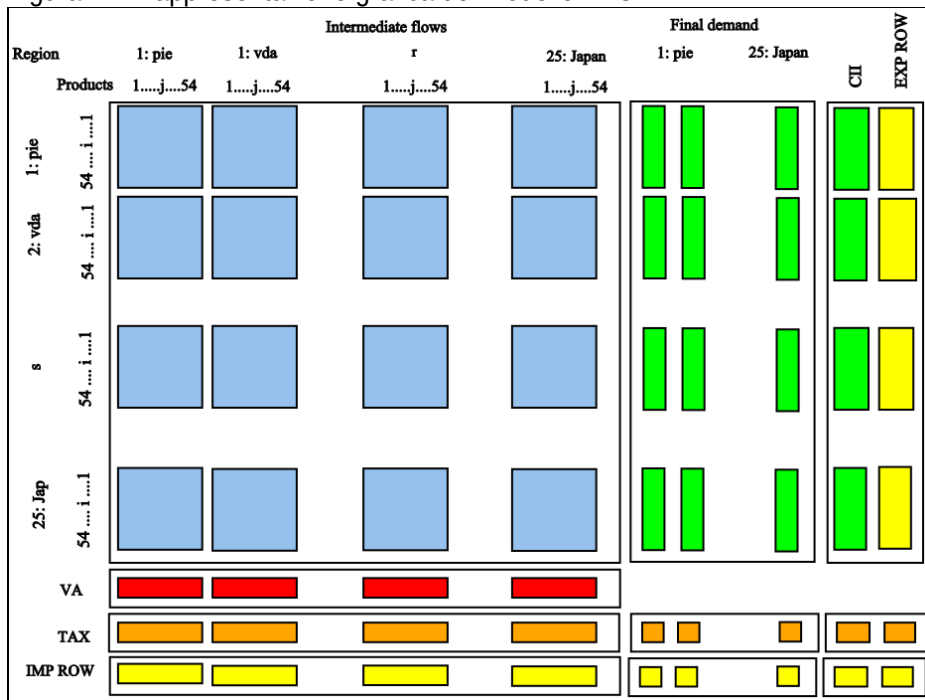 Intermediate flows
Final demand
Region
1: pie
1: vda
r
25: Japan
1: pie
25: Japan
CII
EXP ROW
Products
1.....j....54
1.....j....54
1.....j....54
1.....j....54
1: pie
54 .... i ....1
2: vda
54 .... i ....1
s
54 .... i ....1
25: Jap
54 .... i ....1
VA
TAX
IMP ROW